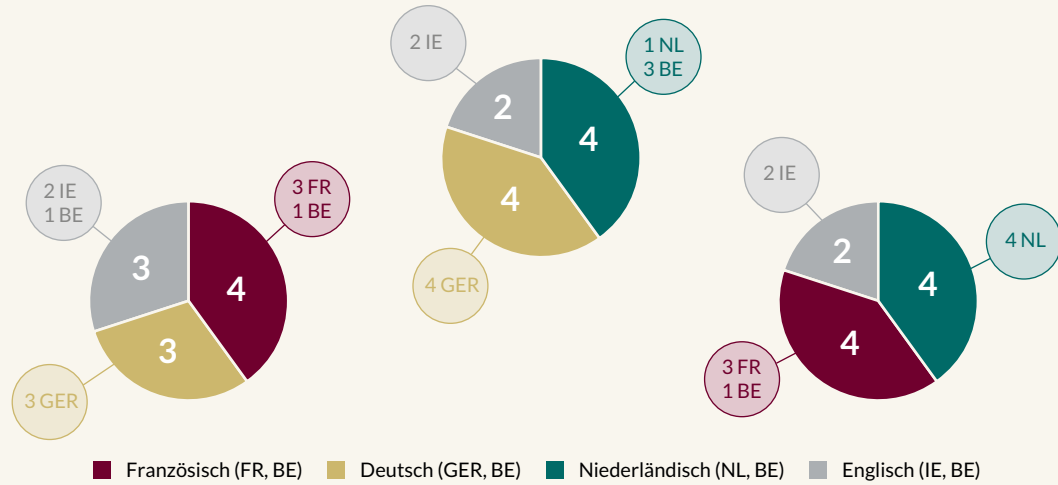 2 IE
1 BE
3 FR
1 BE
3
4
3
3 GER
2 IE
1 NL
3 BE
2
4
4
4 GER
2 IE
4 NL
2
4
4
3 FR
1 BE
Französisch (FR, BE)
Deutsch (GER, BE)
Niederländisch (NL, BE)
Englisch (IE, BE)